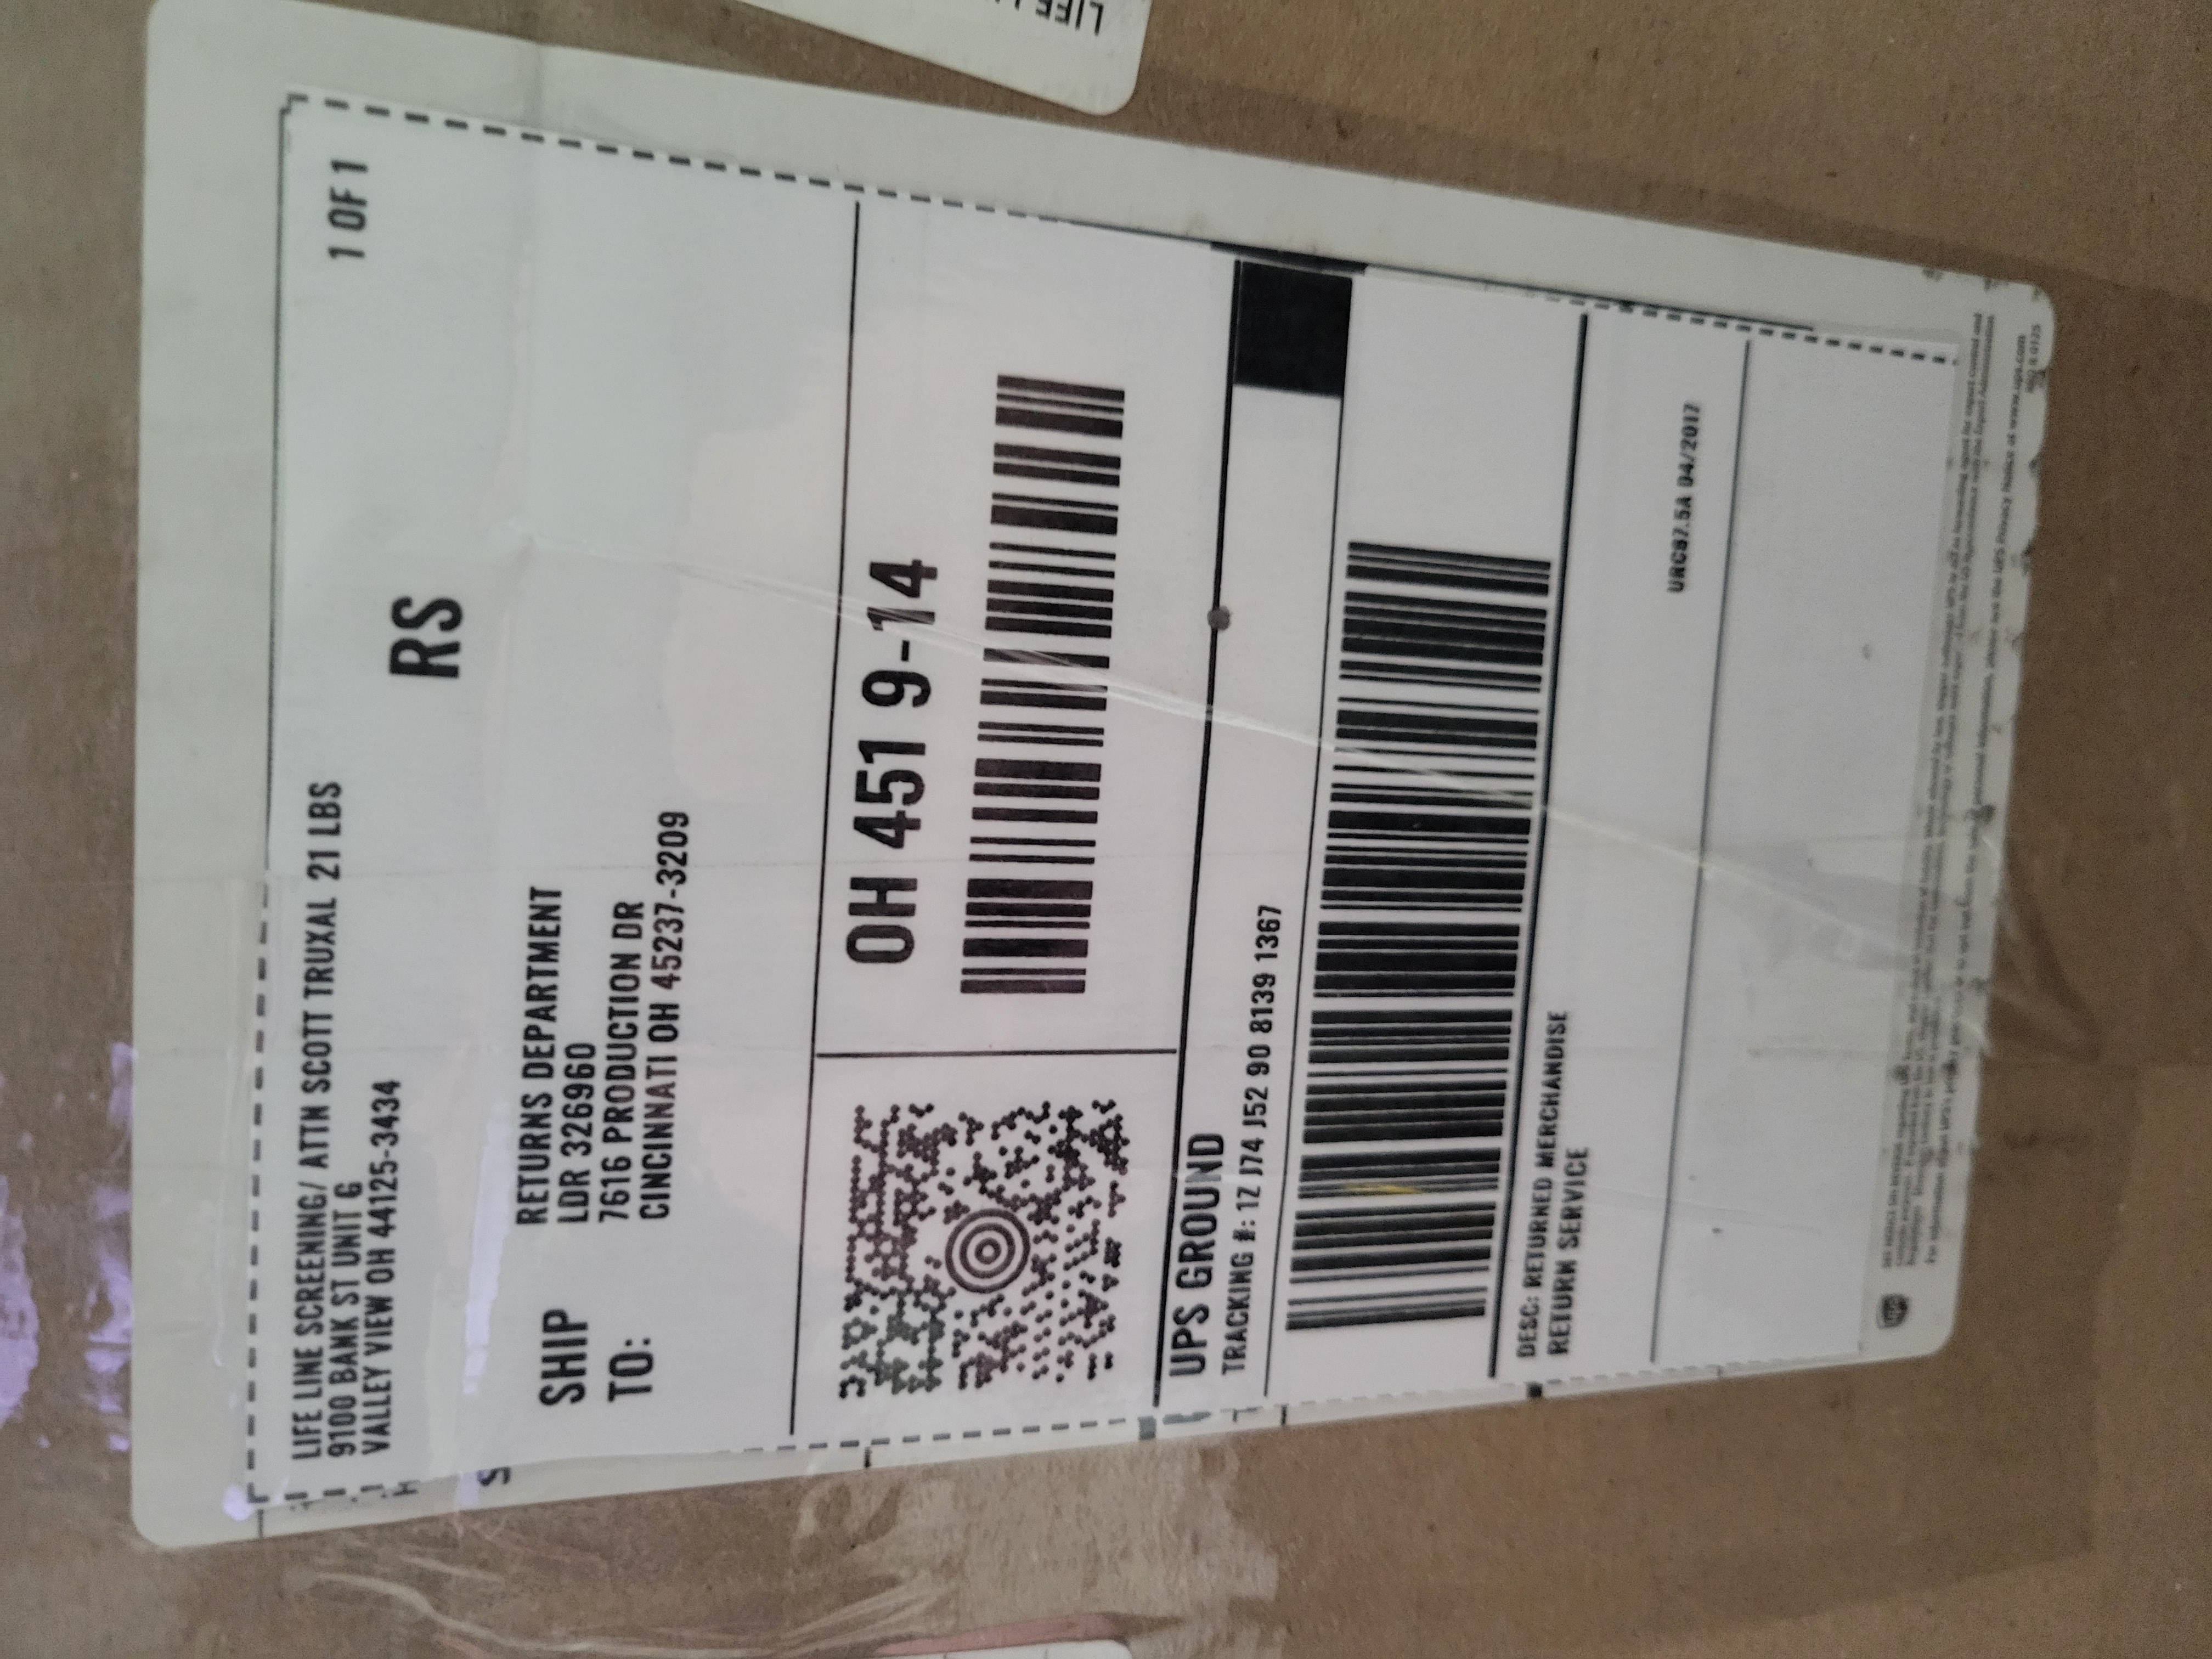 LIFE LINE SCREENING/ ATTN SCOTT TRUXAL 21 LBS 1 OF 1
9100 BANK ST UNIT G
VALLEY VIEW OH 44125-3434
RS
SHIP TO:
RETURNS DEPARTMENT
LDR 326960
7616 PRODUCTION DR
CINCINNATI OH 45237-3209
OH 451 9-14
UPS GROUND
TRACKING #: 1Z J74 J52 90 8139 1367
DESC: RETURNED MERCHANDISE
RETURN SERVICE
URC87.5A 04/2017
LIFE